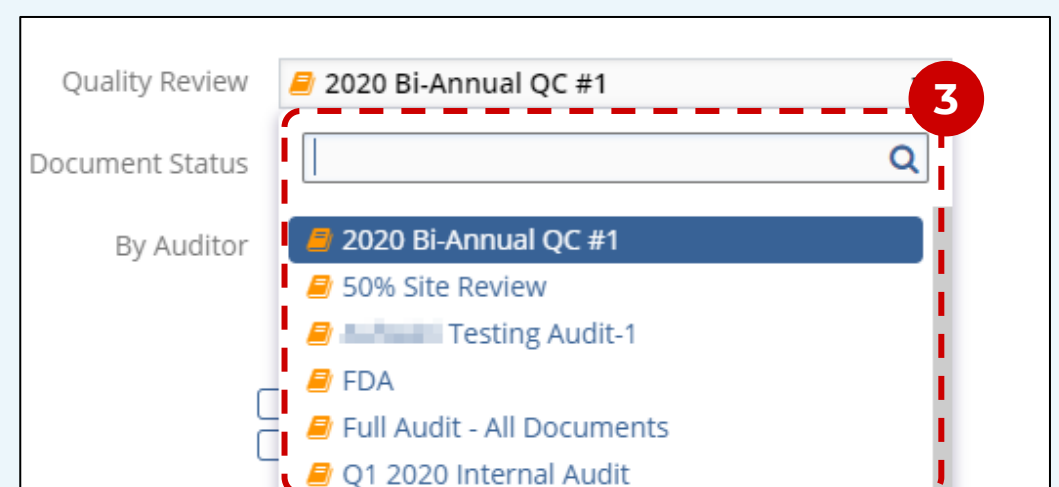 Quality Review 2020 Bi-Annual QC #1
3
Document Status
By Auditor
2020 Bi-Annual QC #1
50% Site Review
Testing Audit-1
FDA
Full Audit - All Documents
Q1 2020 Internal Audit